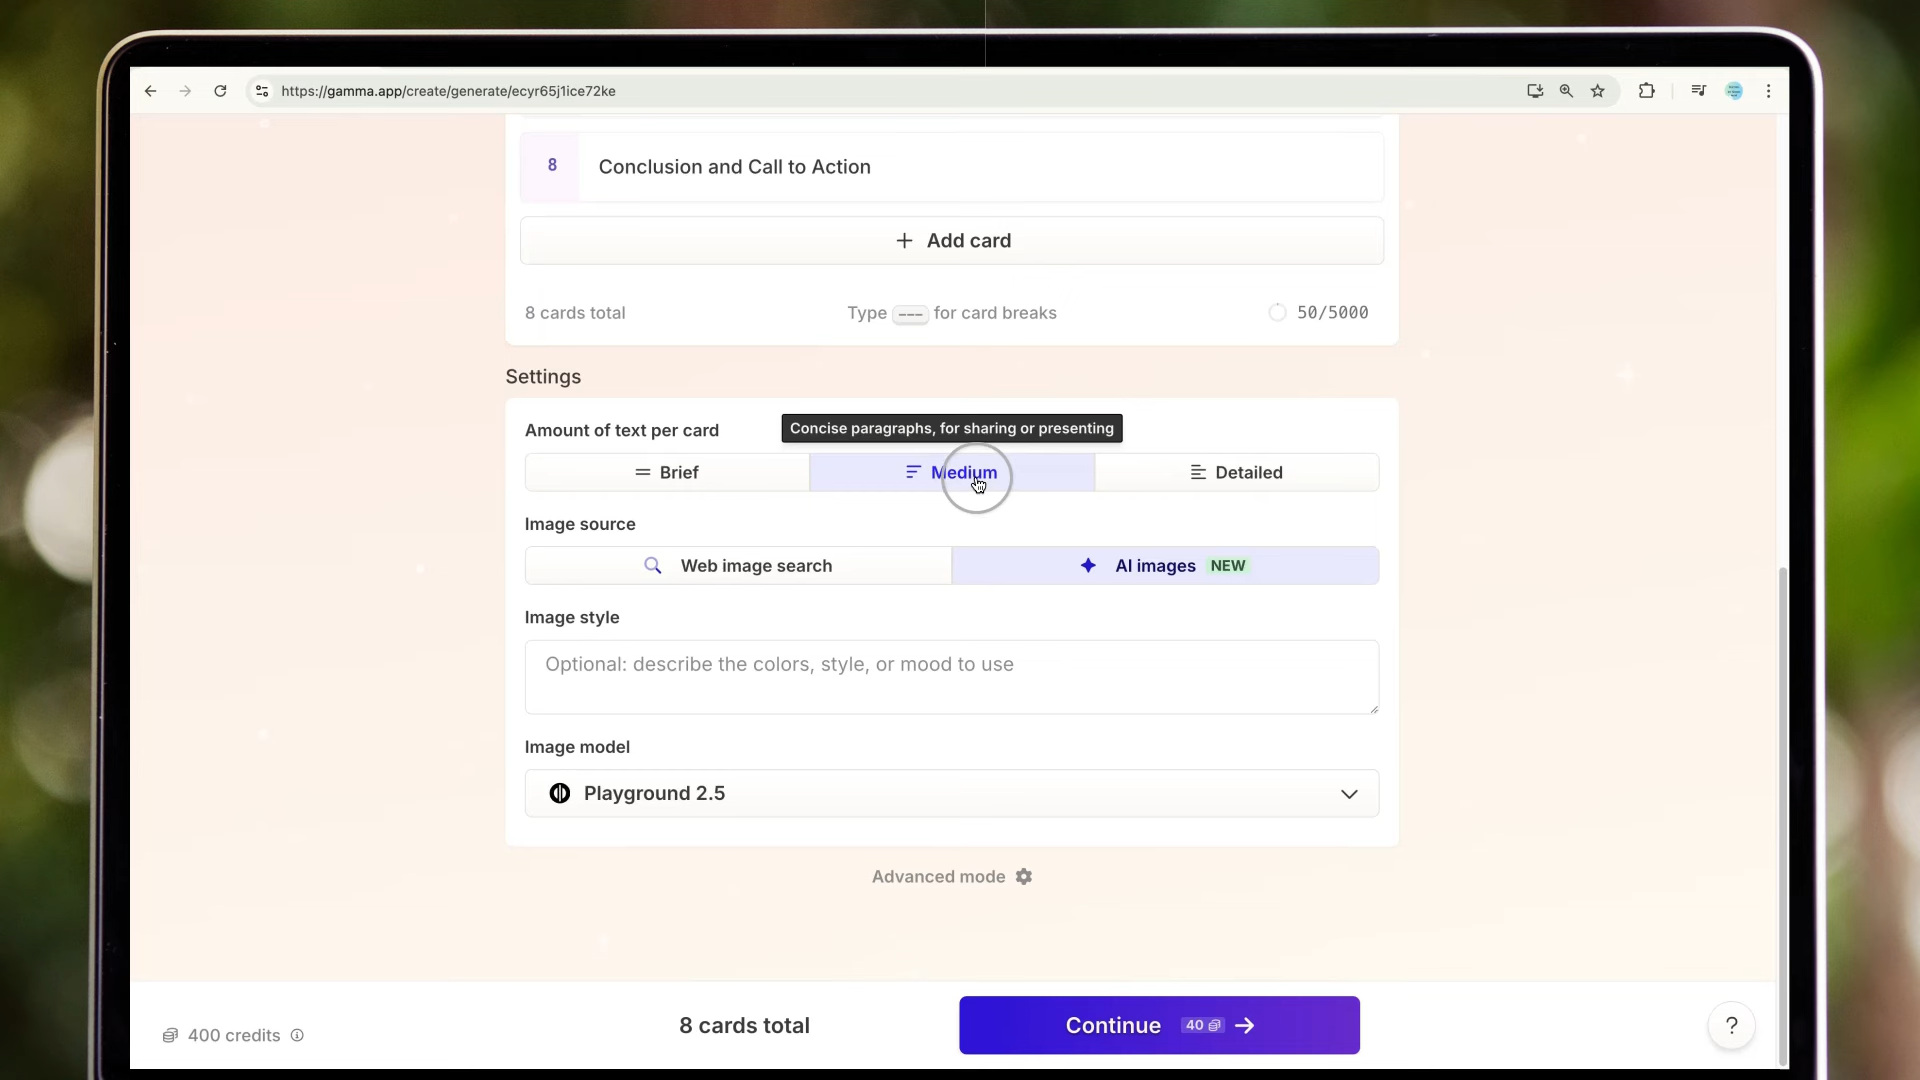 https://gamma.app/create/generate/ecyr65j1ice72ke
8 Conclusion and Call to Action
+ Add card
8 cards total Type --- for card breaks 50/5000
Settings
Amount of text per card
Concise paragraphs, for sharing or presenting
Brief Medium Detailed
Image source
Web image search AI images NEW
Image style
Optional: describe the colors, style, or mood to use
Image model
Playground 2.5
Advanced mode
400 credits 8 cards total Continue 40 → ?